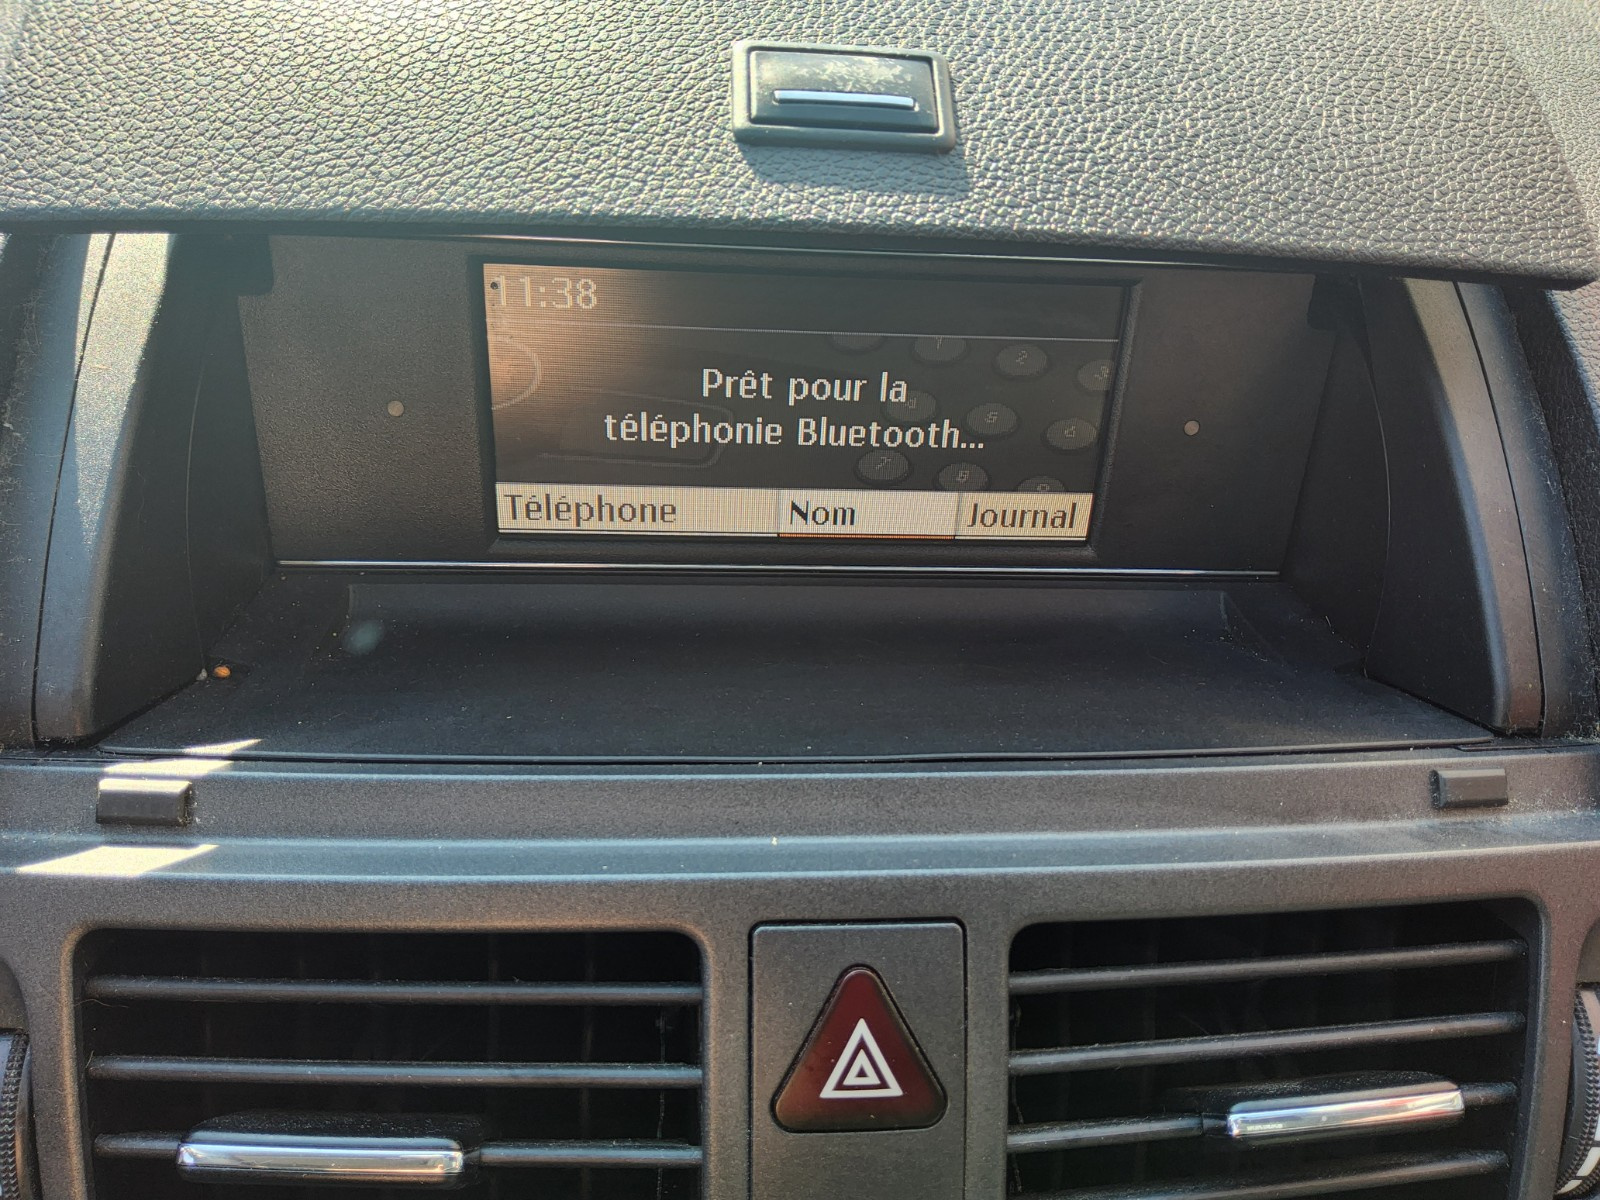 11:38
Prêt pour la
téléphonie Bluetooth...
Téléphone Nom Journal